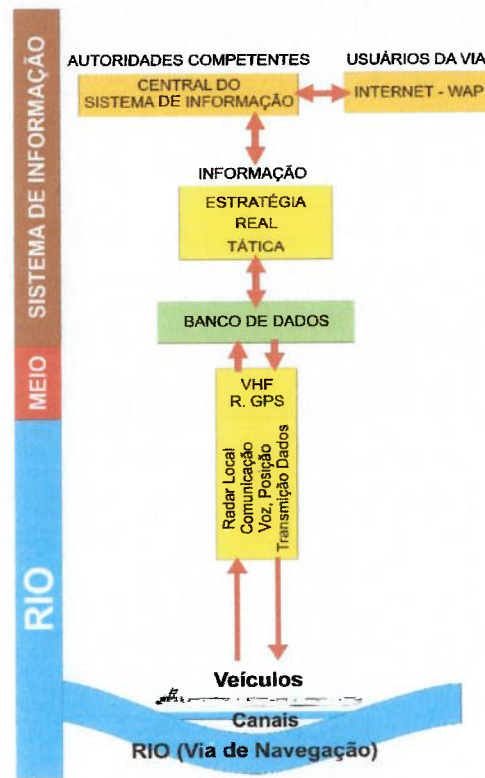 AUTORIDADES COMPETENTES
USUÁRIOS DA VIA
CENTRAL DO
SISTEMA DE INFORMAÇÃO
INTERNET - WAP
INFORMAÇÃO
ESTRATÉGIA
REAL
TÁTICA
BANCO DE DADOS
VHF
R. GPS
Radar Local
Comunicação
Voz, Posição
Transmição Dados
Veículos
Canais
RIO (Via de Navegação)
SISTEMA DE INFORMAÇÃO
MEIO
RIO